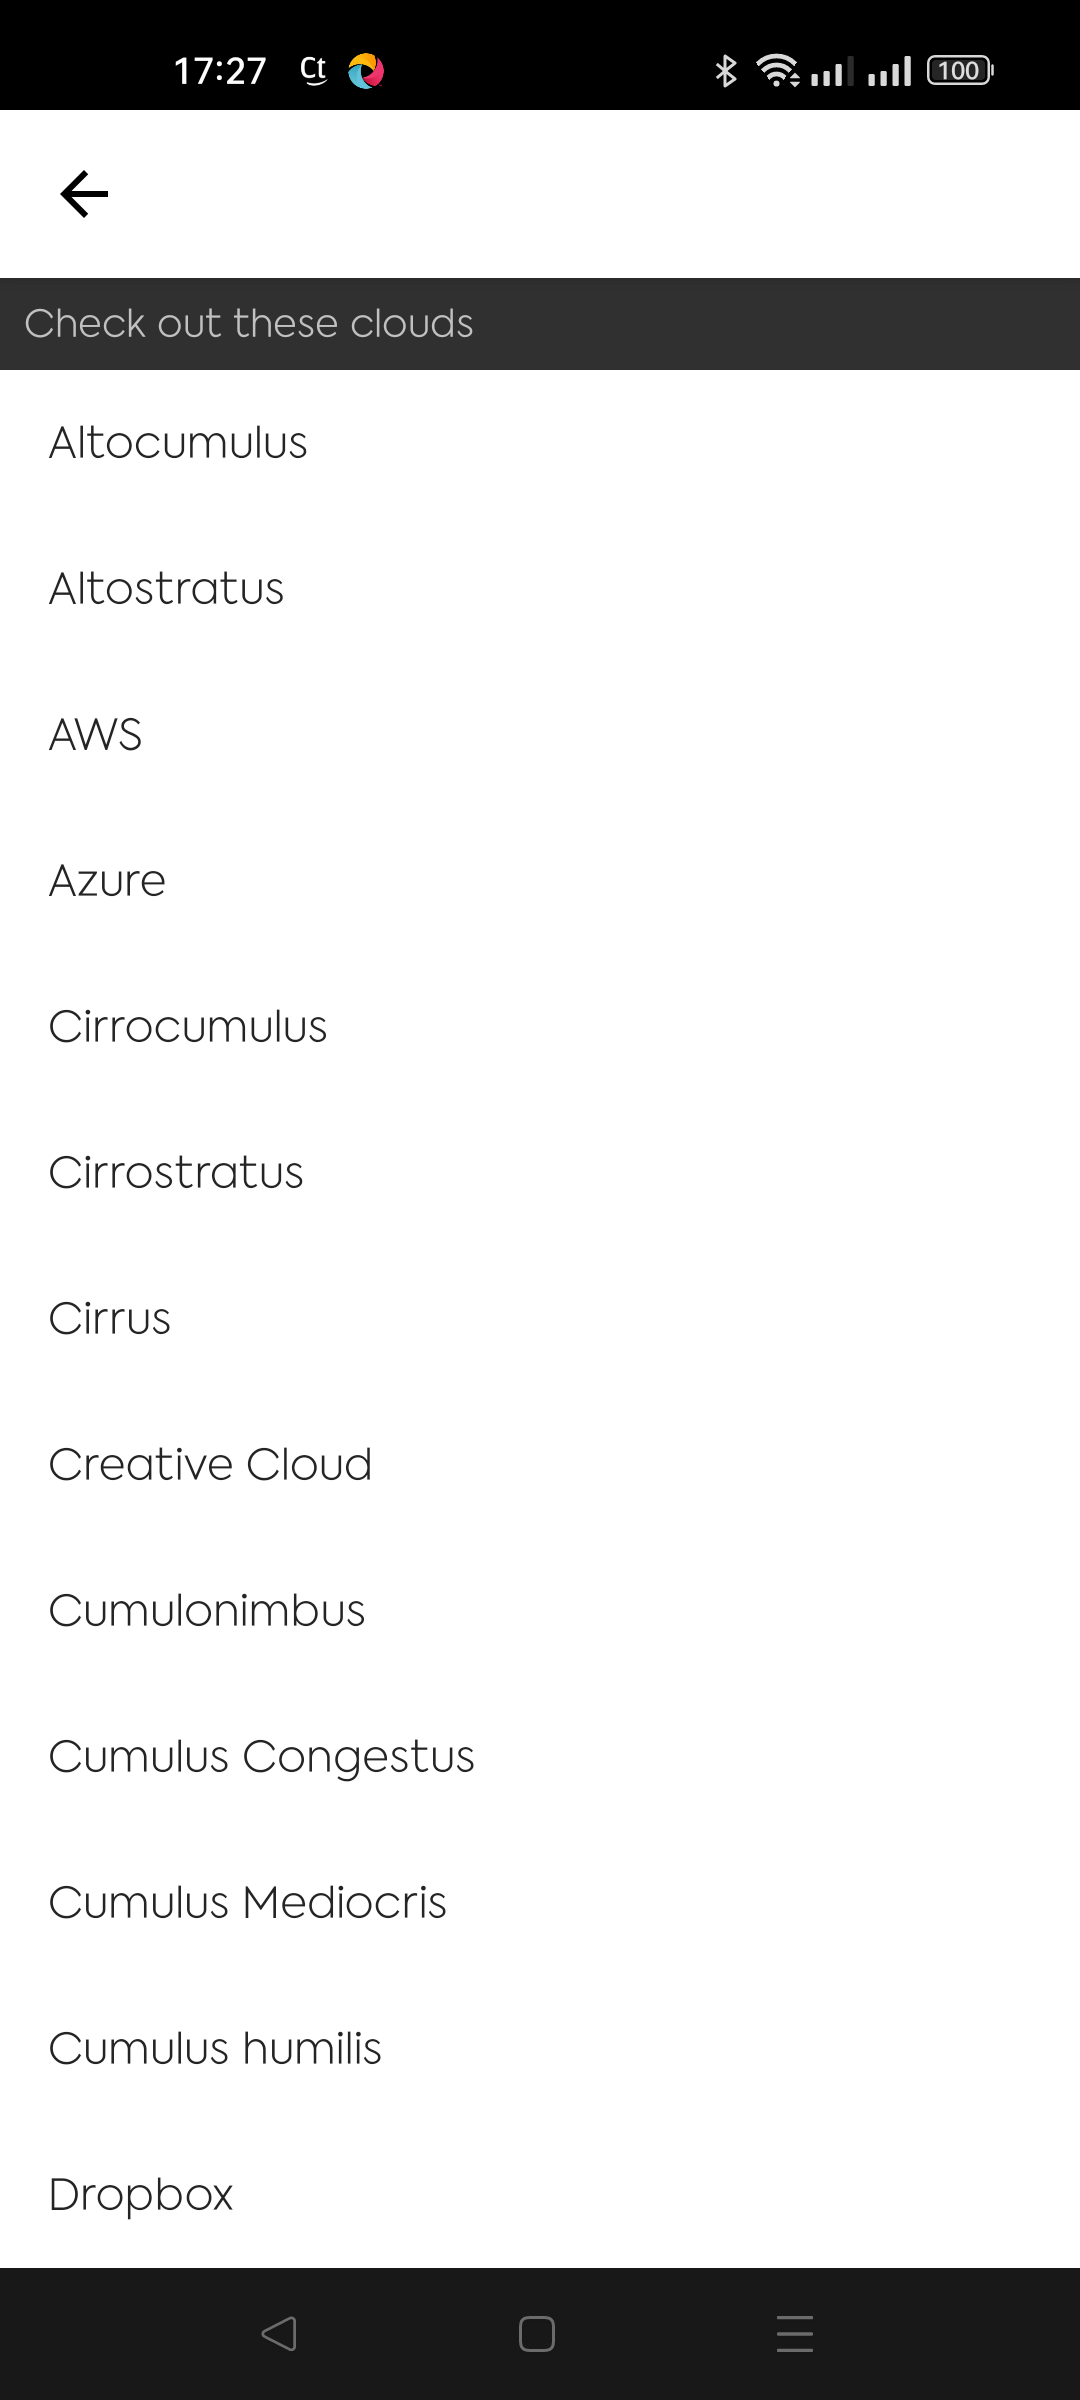 17:27 Ct 100
Check out these clouds
Altocumulus
Altostratus
AWS
Azure
Cirrocumulus
Cirrostratus
Cirrus
Creative Cloud
Cumulonimbus
Cumulus Congestus
Cumulus Mediocris
Cumulus humilis
Dropbox